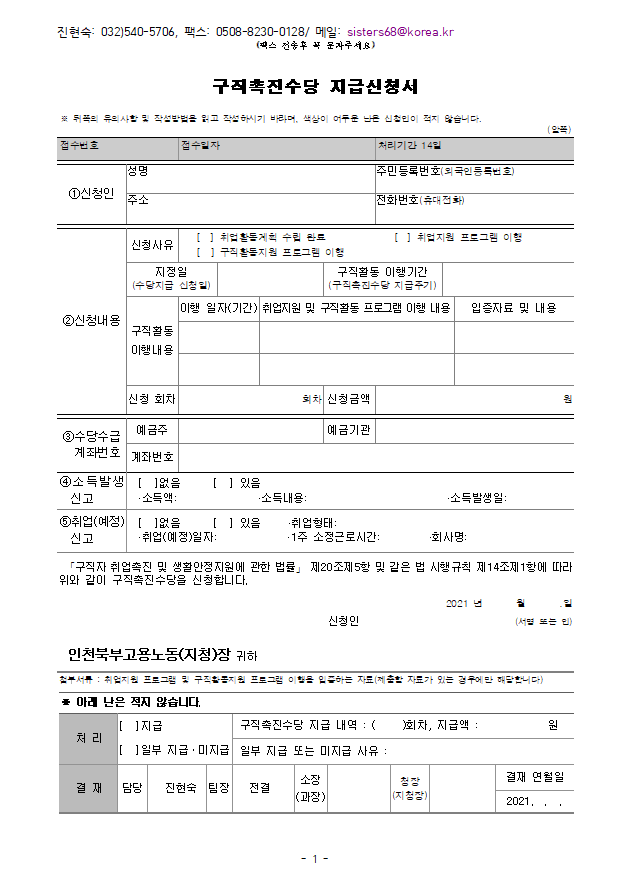 진현숙: 032)540-5706, 팩스: 0508-8230-0128/ 메일: sisters68@korea.kr
(팩스 전송후 꼭 문자주세요)
구직촉진수당 지급신청서
※ 뒤쪽의 유의사항 및 작성방법을 읽고 작성하시기 바라며, 색상이 어두운 난은 신청인이 적지 않습니다.
(앞쪽)
접수번호 접수일자 처리기간 14일
①신청인
성명 주민등록번호(외국인등록번호)
주소 전화번호(휴대전화)
②신청내용
신청사유
[ ] 취업활동계획 수립 완료 [ ] 취업지원 프로그램 이행
[ ] 구직활동지원 프로그램 이행
지정일 구직활동 이행기간
(수당지급 신청일) (구직촉진수당 지급주기)
구직활동
이행내용
이행 일자(기간) 취업지원 및 구직활동 프로그램 이행 내용 입증자료 및 내용
신청 회차 회차 신청금액 원
③수당수급
계좌번호
예금주 예금기관
계좌번호
④소득발생
신고
[ ]없음 [ ] 있음
·소득액: ·소득내용: ·소득발생일:
⑤취업(예정)
신고
[ ]없음 [ ] 있음 ·취업형태:
·취업(예정)일자: ·1주 소정근로시간: ·회사명:
「구직자 취업촉진 및 생활안정지원에 관한 법률」 제20조제5항 및 같은 법 시행규칙 제14조제1항에 따라
위와 같이 구직촉진수당을 신청합니다.
2021 년 월 .일
신청인 (서명 또는 인)
인천북부고용노동(지청)장 귀하
첨부서류 : 취업지원 프로그램 및 구직활동지원 프로그램 이행을 입증하는 자료(제출할 자료가 있는 경우에만 해당합니다)
※ 아래 난은 적지 않습니다.
처 리
[ ]지급 구직촉진수당 지급 내역 : ( )회차, 지급액 : 원
[ ]일부 지급·미지급 일부 지급 또는 미지급 사유 :
결 재 담당 진현숙 팀장 전결
소장
(과장)
청장
(지청장)
결재 연월일
2021. . .
- 1 -